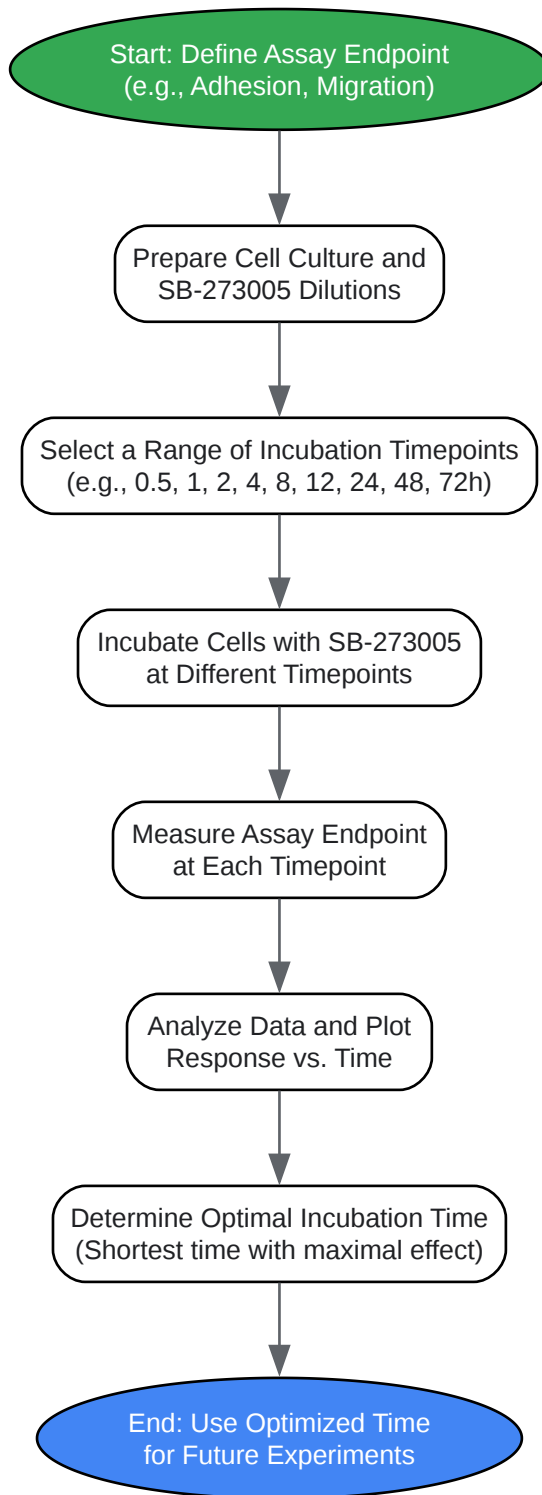 Start: Define Assay Endpoint
(e.g., Adhesion, Migration)
Prepare Cell Culture and
SB-273005 Dilutions
Select a Range of Incubation Timepoints
(e.g., 0.5, 1, 2, 4, 8, 12, 24, 48, 72h)
Incubate Cells with SB-273005
at Different Timepoints
Measure Assay Endpoint
at Each Timepoint
Analyze Data and Plot
Response vs. Time
Determine Optimal Incubation Time
(Shortest time with maximal effect)
End: Use Optimized Time
for Future Experiments